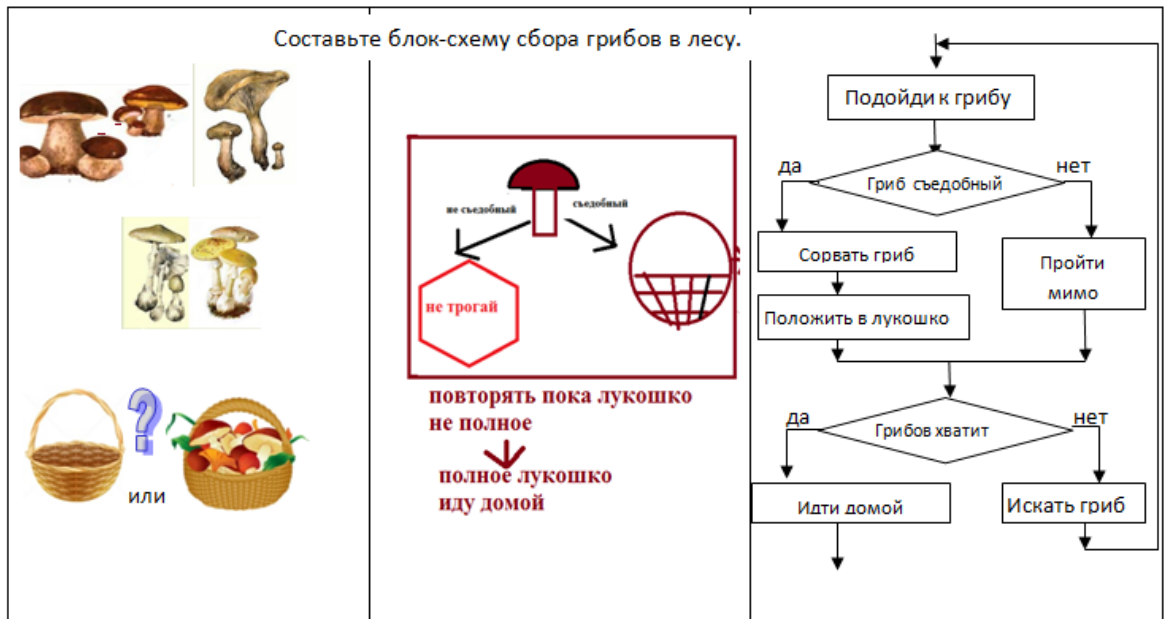 Составьте блок-схему сбора грибов в лесу.
?
или
не съедобный
съедобный
не трогай
повторять пока лукошко
не полное
полное лукошко
иду домой
Подойди к грибу
да
нет
Гриб съедобный
Сорвать гриб
Положить в лукошко
Пройти
мимо
да
нет
Грибов хватит
Идти домой
Искать гриб